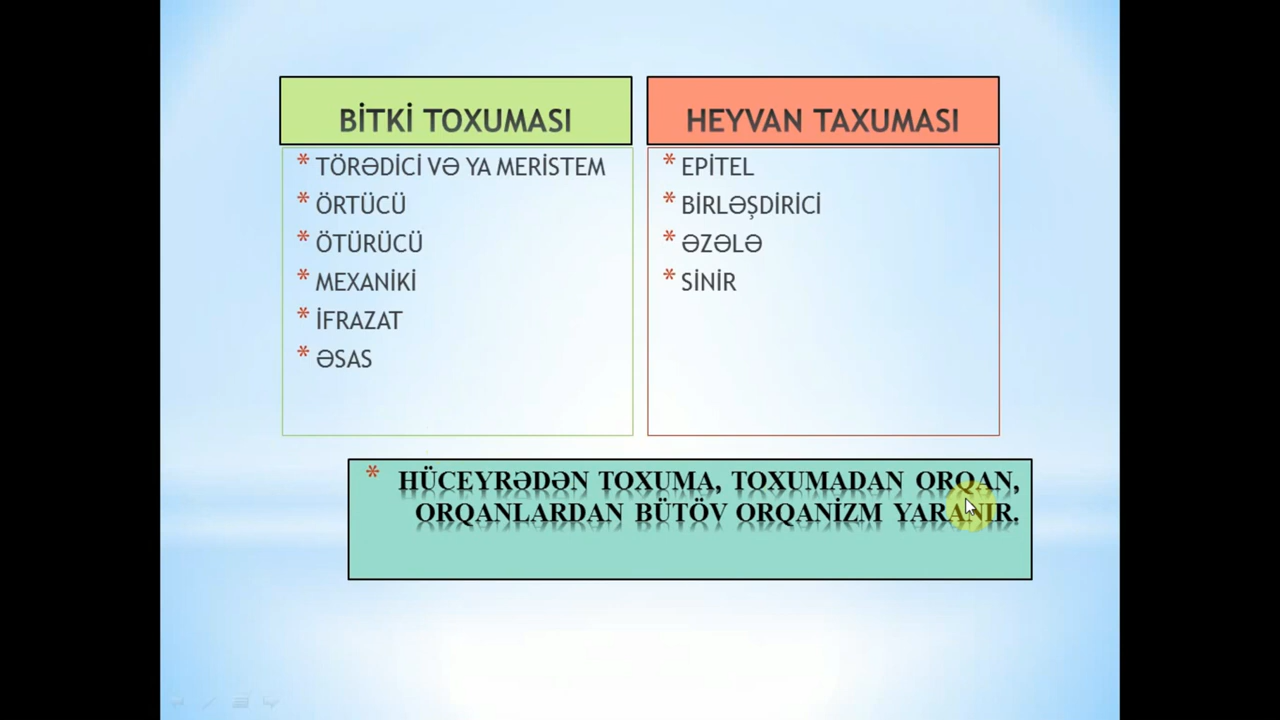 BİTKİ TOXUMASI
* TÖRƏDİCİ VƏ YA MERİSTEM
* ÖRTÜCÜ
* ÖTÜRÜCÜ
* MEXANİKİ
* İFRAZAT
* ƏSAS
HEYVAN TAXUMASI
* EPİTEL
* BİRLƏŞDİRİCİ
* ƏZƏLƏ
* SİNİR
* HÜCEYRƏDƏN TOXUMA, TOXUMADAN ORQAN,
ORQANLARDAN BÜTÖV ORQANİZM YARANIR.